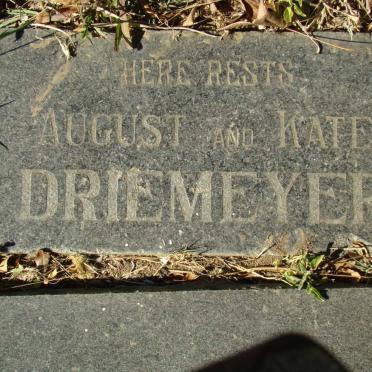 HERE RESTS
AUGUST AND KATE
DRIEMEYER